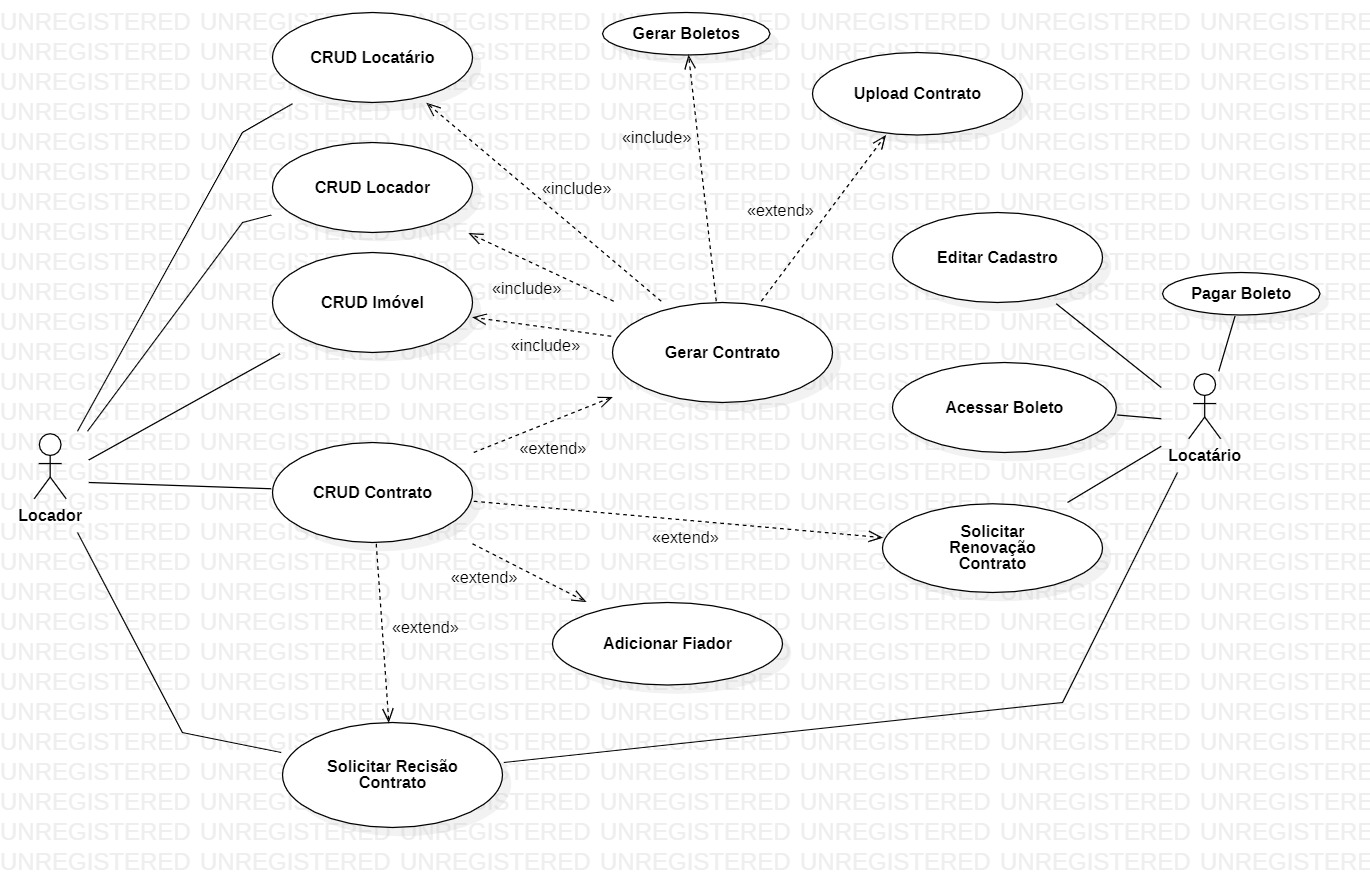 CRUD Locatário
Gerar Boletos
Upload Contrato
«include»
«include»
CRUD Locador
«extend»
Editar Cadastro
«include»
CRUD Imóvel
Pagar Boleto
«include»
Gerar Contrato
Acessar Boleto
«extend»
Locatário
CRUD Contrato
Locador
«extend»
Solicitar
Renovação
Contrato
«extend»
«extend»
Adicionar Fiador
Solicitar Recisão
Contrato
UNREGISTERED